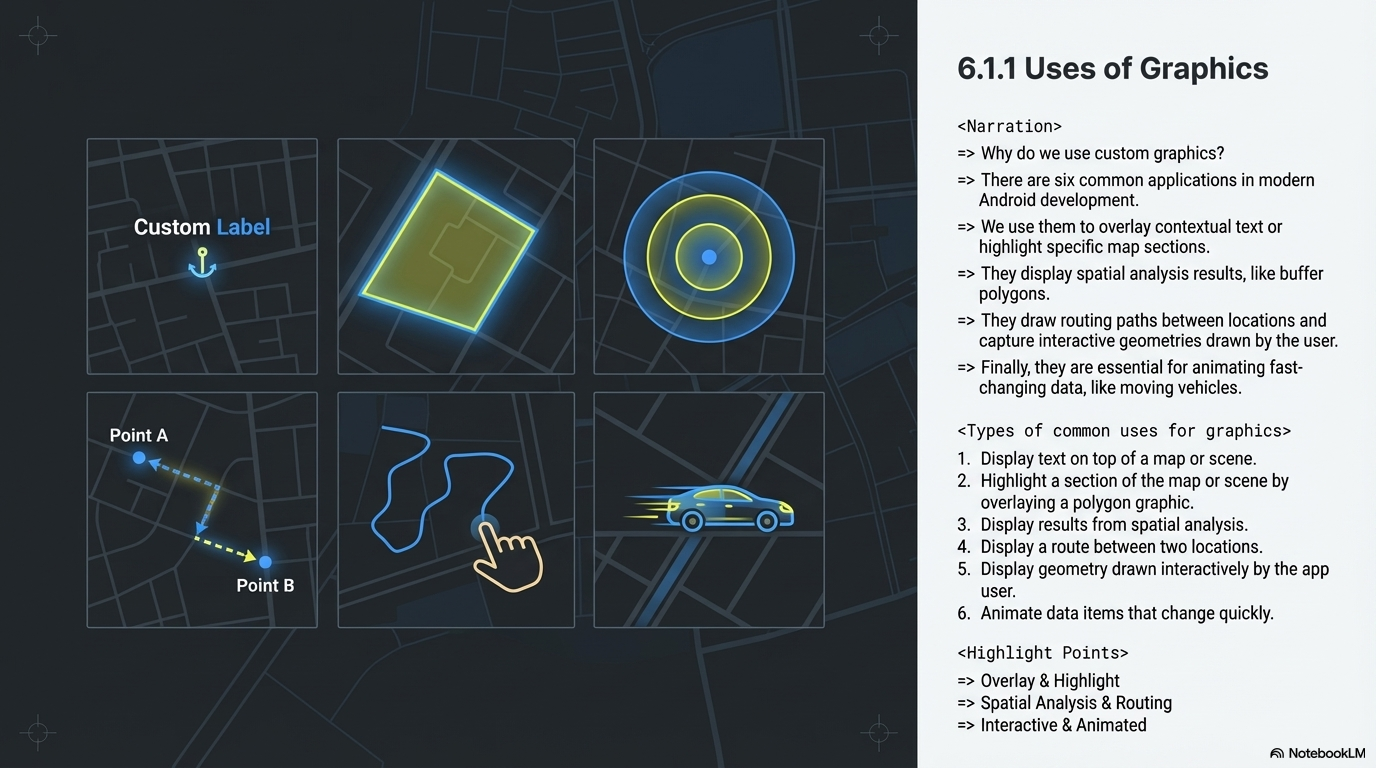 Custom Label
Point A
Point B
6.1.1 Uses of Graphics
<Narration>
=> Why do we use custom graphics?
=> There are six common applications in modern
Android development.
=> We use them to overlay contextual text or
highlight specific map sections.
=> They display spatial analysis results, like buffer
polygons.
=> They draw routing paths between locations and
capture interactive geometries drawn by the user.
=> Finally, they are essential for animating fast-
changing data, like moving vehicles.
<Types of common uses for graphics>
1. Display text on top of a map or scene.
2. Highlight a section of the map or scene by
overlaying a polygon graphic.
3. Display results from spatial analysis.
4. Display a route between two locations.
5. Display geometry drawn interactively by the app
user.
6. Animate data items that change quickly.
<Highlight Points>
=> Overlay & Highlight
=> Spatial Analysis & Routing
=> Interactive & Animated
NotebookLM